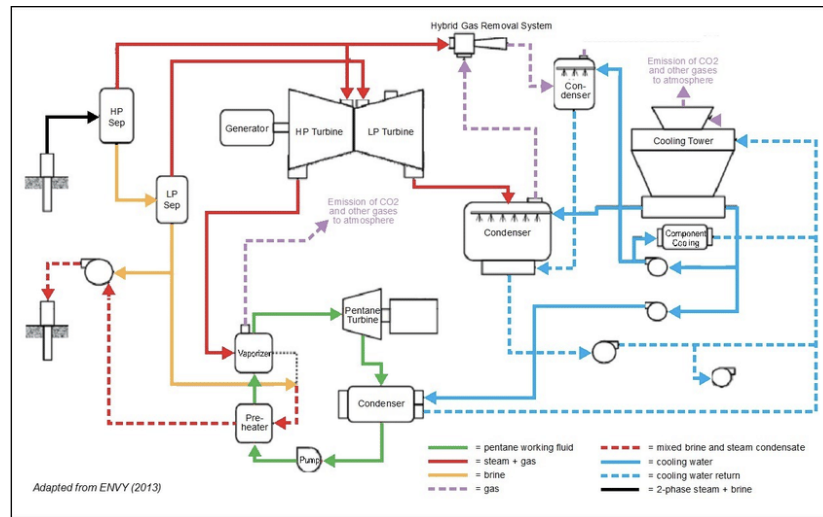 Hybrid Gas Removal System
Emission of CO2
and other gases
to atmosphere
Con-
denser
HP
Sep
Generator
HP Turbine
LP Turbine
Cooling Tower
LP
Sep
Emission of CO2
and other gases
to atmosphere
Condenser
Component
Cooling
Pentane
Turbine
Vaporizer
Condenser
Pre-
heater
Pump
= pentane working fluid
= steam + gas
= brine
= gas
= mixed brine and steam condensate
= cooling water
= cooling water return
= 2-phase steam + brine
Adapted from ENVY (2013)